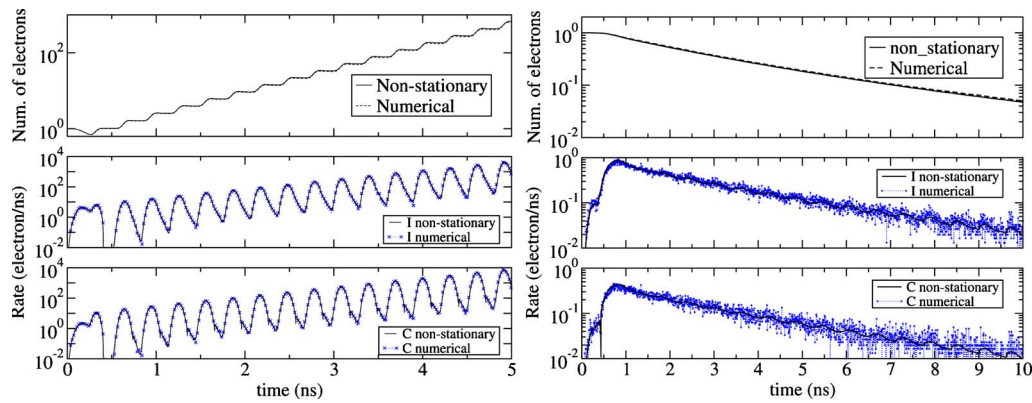 Num. of electrons
10^2
10^0
Non-stationary
Numerical
Rate (electron/ns)
10^4
10^2
10^0
10^2
I non-stationary
I numerical
10^4
10^2
10^0
10^2
C non-stationary
C numerical
0 1 2 3 4 5
time (ns)
Num. of electrons
10^0
10^-1
10^-2
non_stationary
Numerical
Rate (electron/ns)
10^0
10^-1
10^-2
I non-stationary
I numerical
10^0
10^-1
10^-2
C non-stationary
C numerical
0 1 2 3 4 5 6 7 8 9 10
time (ns)